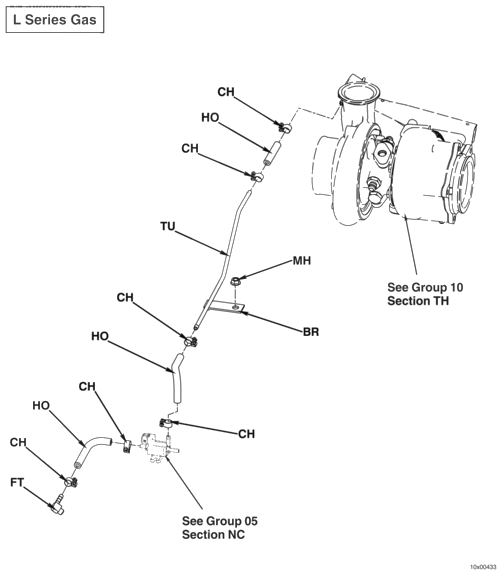 L Series Gas
CH
HO
CH
TU
MH
See Group 10
Section TH
CH
BR
HO
CH
HO
CH
CH
FT
See Group 05
Section NC
10x00433